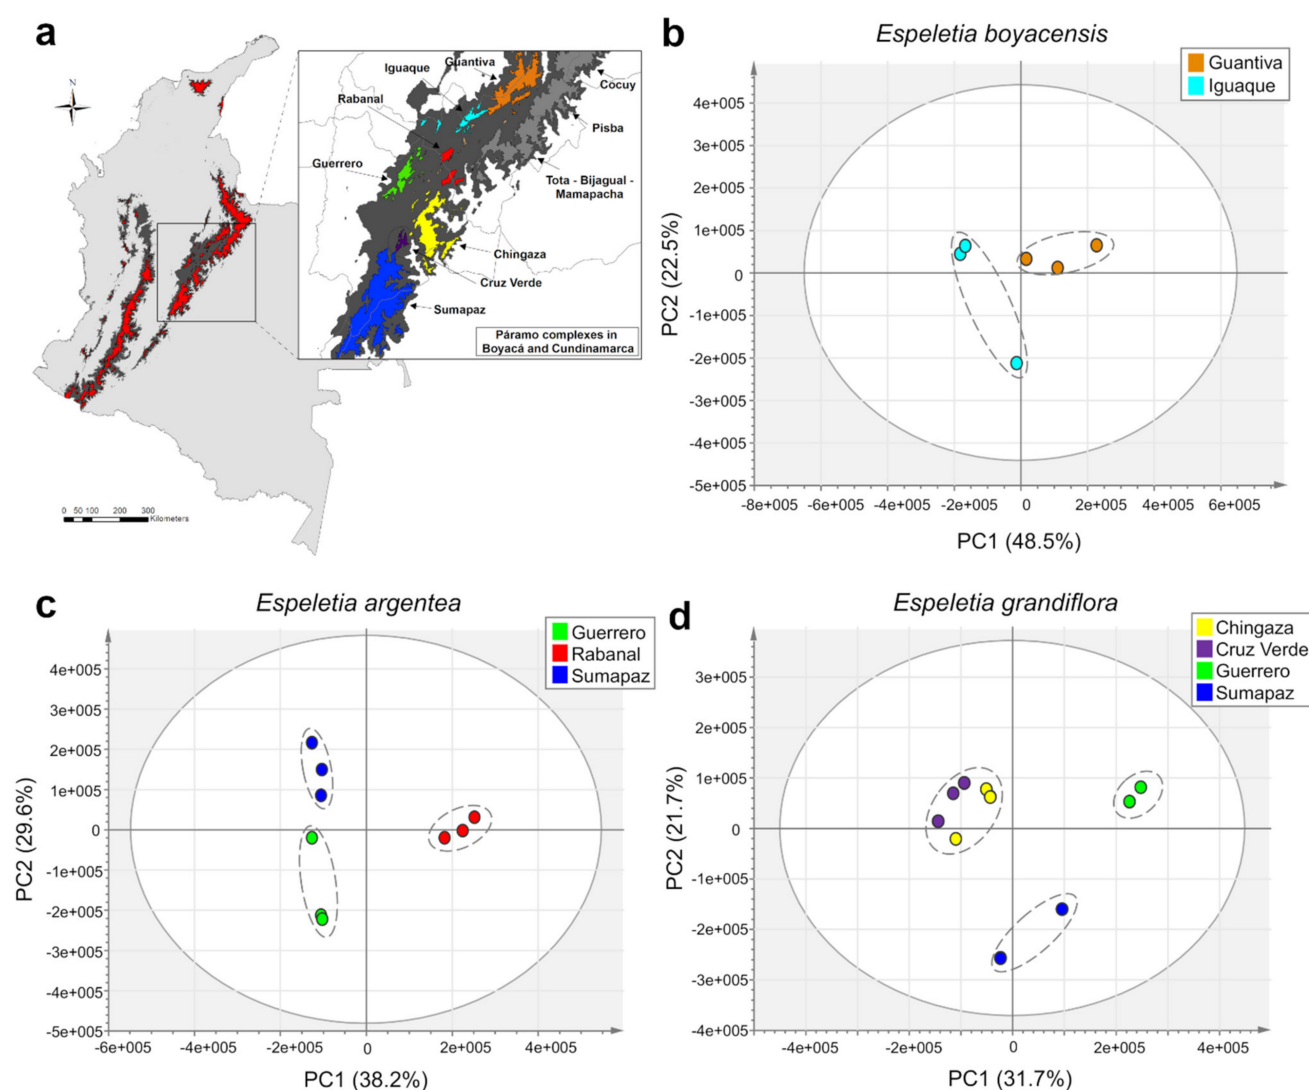 a
N
Iguaque
Guantiva
Cocuy
Rabanal
Pisba
Guerrero
Tota - Bijagual -
Mamapacha
Chingaza
Cruz Verde
Sumapaz
Páramo complexes in
Boyacá and Cundinamarca
0 50 100 200 300
Kilometers
b
Espeletia boyacensis
Guantiva
Iguaque
4e+005
3e+005
2e+005
1e+005
0
-1e+005
-2e+005
-3e+005
-4e+005
-5e+005
PC2 (22.5%)
-8e+005 -6e+005 -4e+005 -2e+005 0 2e+005 4e+005 6e+005
PC1 (48.5%)
c
Espeletia argentea
Guerrero
Rabanal
Sumapaz
4e+005
3e+005
2e+005
1e+005
0
-1e+005
-2e+005
-3e+005
-4e+005
-5e+005
PC2 (29.6%)
-6e+005 -4e+005 -2e+005 0 2e+005 4e+005
PC1 (38.2%)
d
Espeletia grandiflora
Chingaza
Cruz Verde
Guerrero
Sumapaz
3e+005
2e+005
1e+005
0
-1e+005
-2e+005
-3e+005
-4e+005
PC2 (21.7%)
-4e+005 -2e+005 0 2e+005 4e+005
PC1 (31.7%)